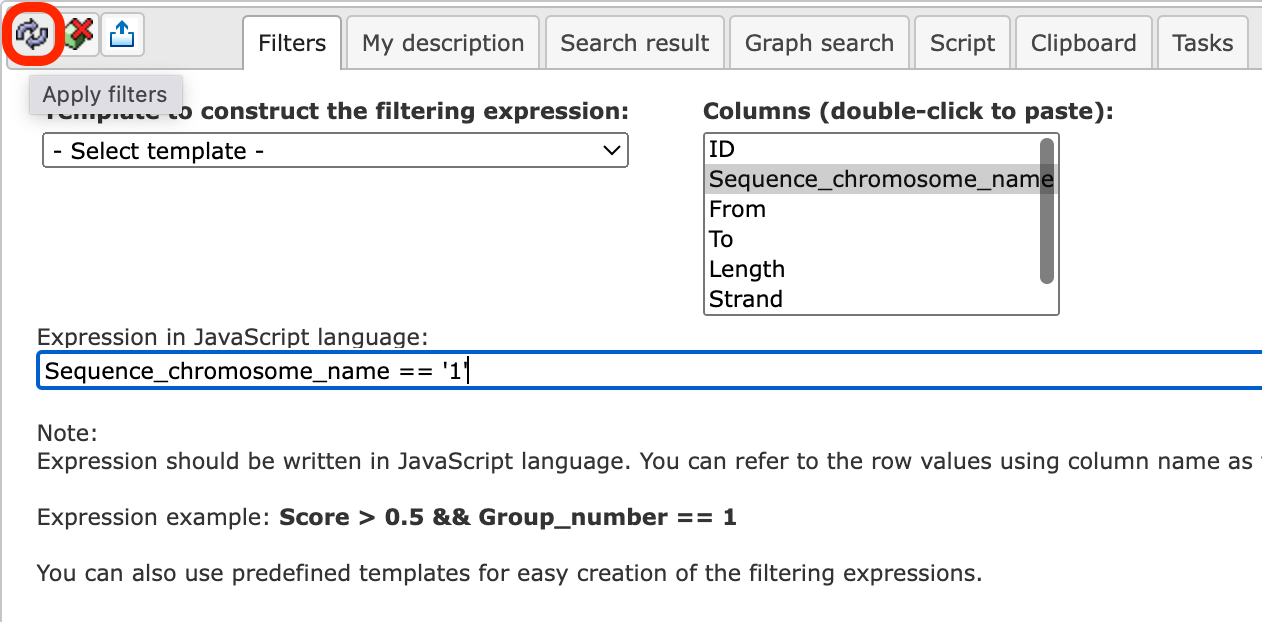 Filters
My description
Search result
Graph search
Script
Clipboard
Tasks
Apply filters
Template to construct the filtering expression:
- Select template -
Columns (double-click to paste):
ID
Sequence_chromosome_name
From
To
Length
Strand
Expression in JavaScript language:
Sequence_chromosome_name == '1'
Note:
Expression should be written in JavaScript language. You can refer to the row values using column name as
Expression example: Score > 0.5 && Group_number == 1
You can also use predefined templates for easy creation of the filtering expressions.